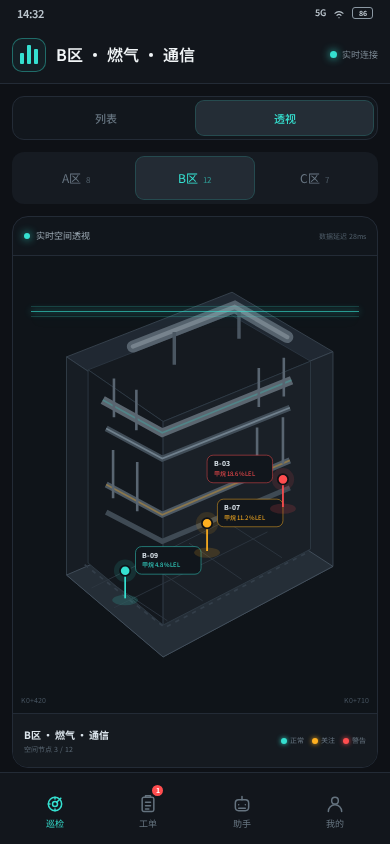 14:32
5G
86
B区 · 燃气 · 通信
实时连接
列表
透视
A区 8
B区 12
C区 7
实时空间透视
数据延迟 28ms
B-03
甲烷 18.6%LEL
B-07
甲烷 11.2%LEL
B-09
甲烷 4.8%LEL
K0+420
K0+710
B区 · 燃气 · 通信
空间节点 3 / 12
正常
关注
警告
1
巡检
工单
助手
我的